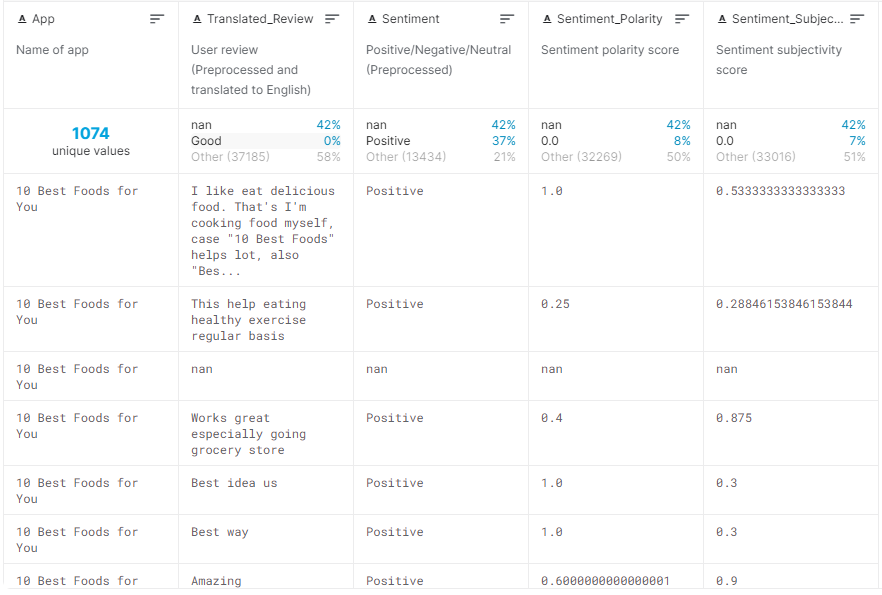 App Translated_Review Sentiment Sentiment_Polarity Sentiment_Subjec...
Name of app User review Positive/Negative/Neutral Sentiment polarity score Sentiment subjectivity
(Preprocessed and (Preprocessed) score
translated to English)
nan 42% nan 42% nan 42% nan 42%
1074 Good 0% Positive 37% 0.0 8% 0.0 7%
unique values Other (37185) 58% Other (13434) 21% Other (32269) 50% Other (33016) 51%
10 Best Foods for I like eat delicious Positive 1.0 0.5333333333333333
You food. That's I'm
cooking food myself,
case "10 Best Foods"
helps lot, also
"Bes...
10 Best Foods for This help eating Positive 0.25 0.28846153846153844
You healthy exercise
regular basis
10 Best Foods for nan nan nan nan
You
10 Best Foods for Works great Positive 0.4 0.875
You especially going
grocery store
10 Best Foods for Best idea us Positive 1.0 0.3
You
10 Best Foods for Best way Positive 1.0 0.3
You
10 Best Foods for Amazing Positive 0.6000000000000001 0.9